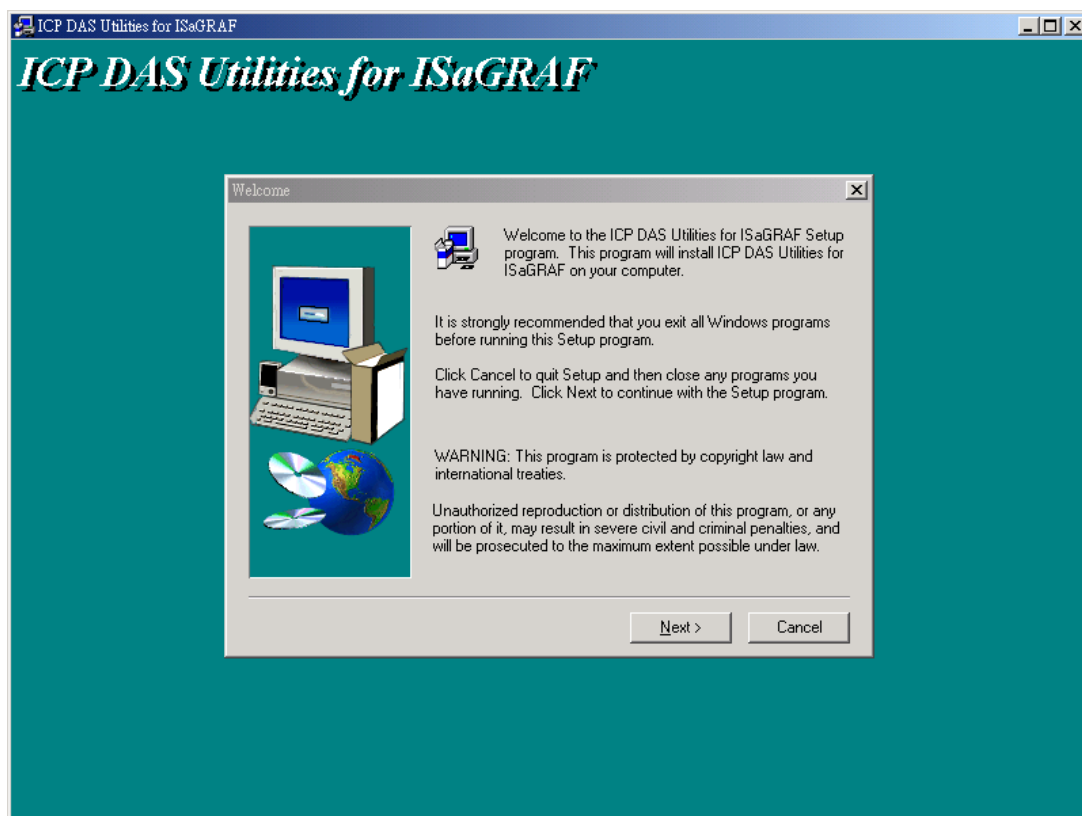 ICP DAS Utilities for ISaGRAF
ICP DAS Utilities for ISaGRAF
Welcome
Welcome to the ICP DAS Utilities for ISaGRAF Setup
program. This program will install ICP DAS Utilities for
ISaGRAF on your computer.
It is strongly recommended that you exit all Windows programs
before running this Setup program.
Click Cancel to quit Setup and then close any programs you
have running. Click Next to continue with the Setup program.
WARNING: This program is protected by copyright law and
international treaties.
Unauthorized reproduction or distribution of this program, or any
portion of it, may result in severe civil and criminal penalties, and
will be prosecuted to the maximum extent possible under law.
Next >
Cancel